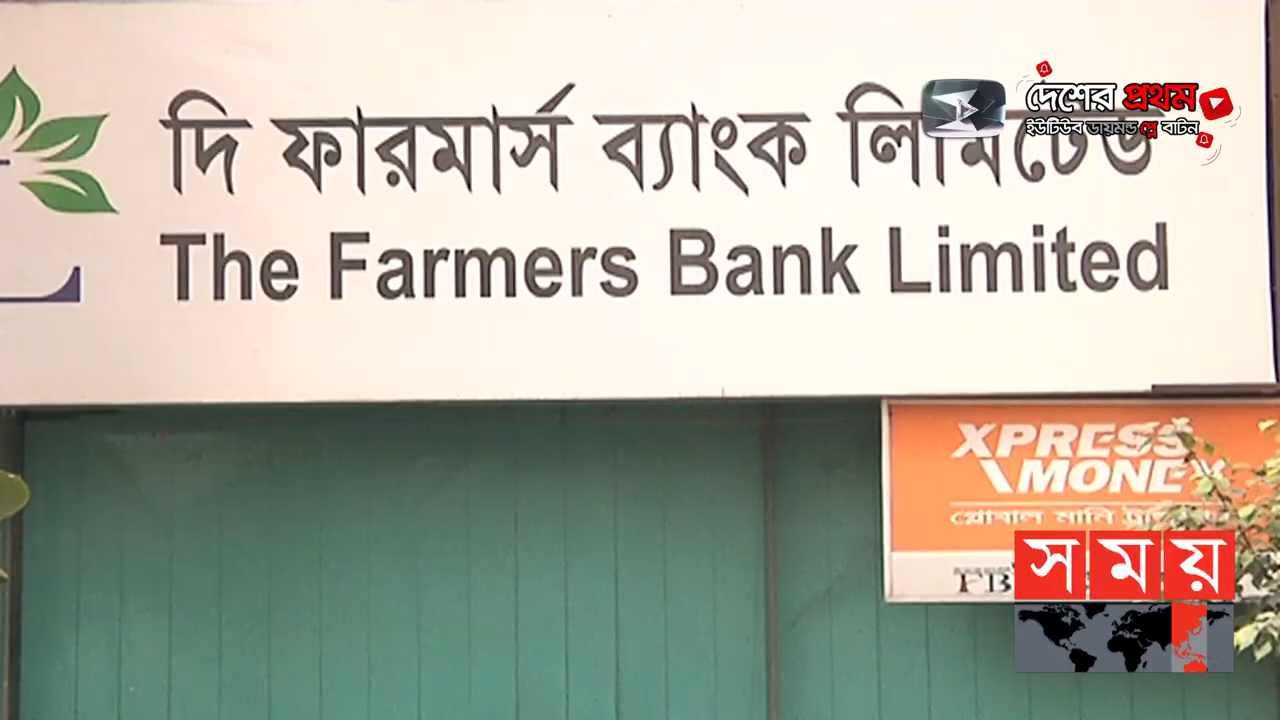 দি ফারমার্স ব্যাংক লিমিটেড
The Farmers Bank Limited
দেশের প্রথম
ইউটিউব ডায়মন্ড প্লে বাটন
XPRESS
MONEY
গ্লোবাল মানি
সময়